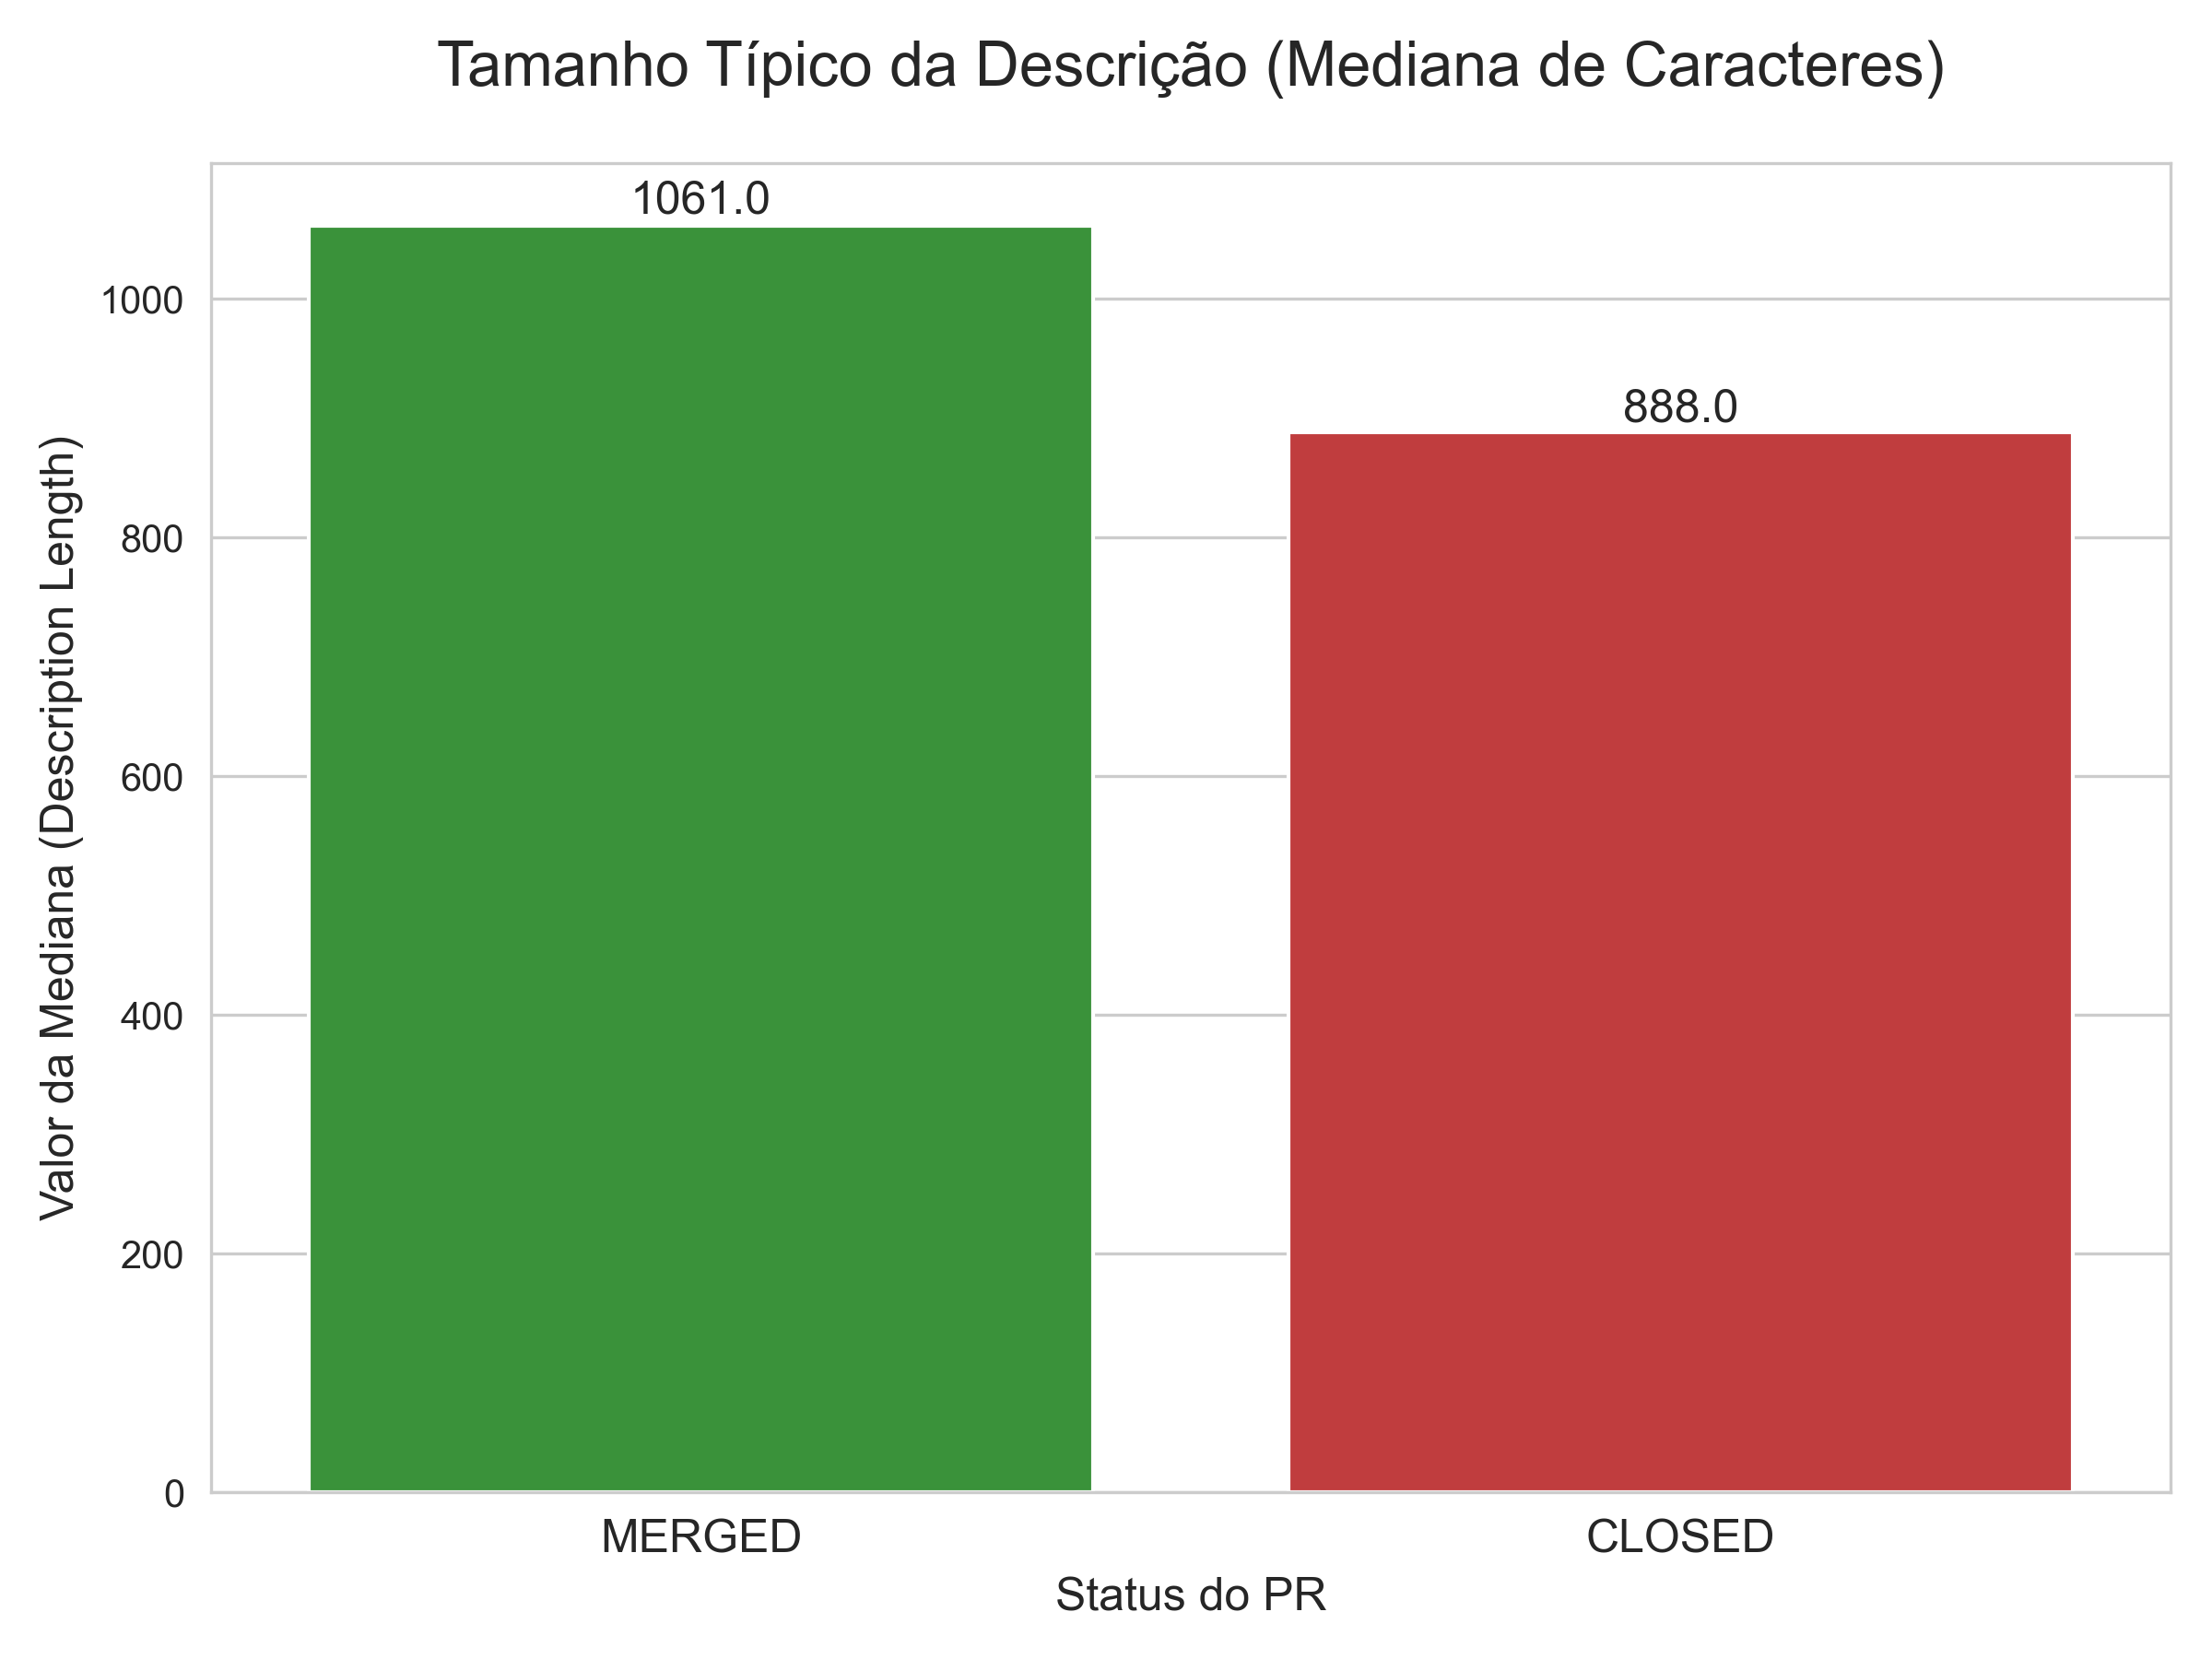 Tamanho Típico da Descrição (Mediana de Caracteres)
1061.0
888.0
Valor da Mediana (Description Length)
1000
800
600
400
200
0
MERGED
CLOSED
Status do PR